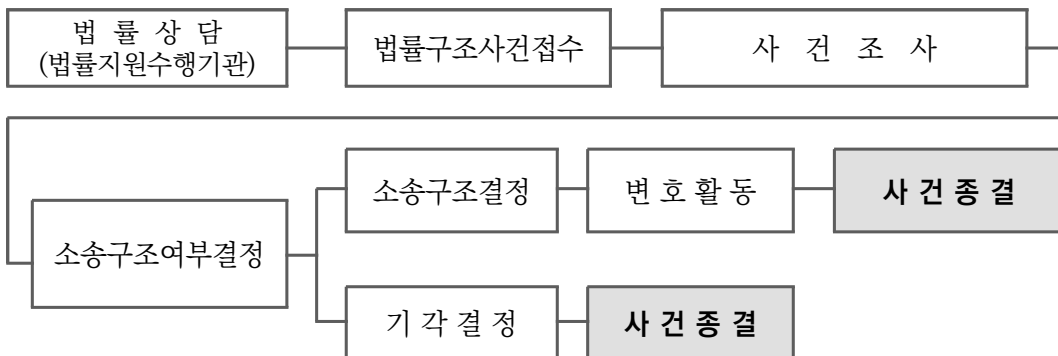 법 률 상 담
(법률지원수행기관)
법률구조사건접수
사 건 조 사
소송구조여부결정
소송구조결정
변 호 활 동
사 건 종 결
기 각 결 정
사 건 종 결